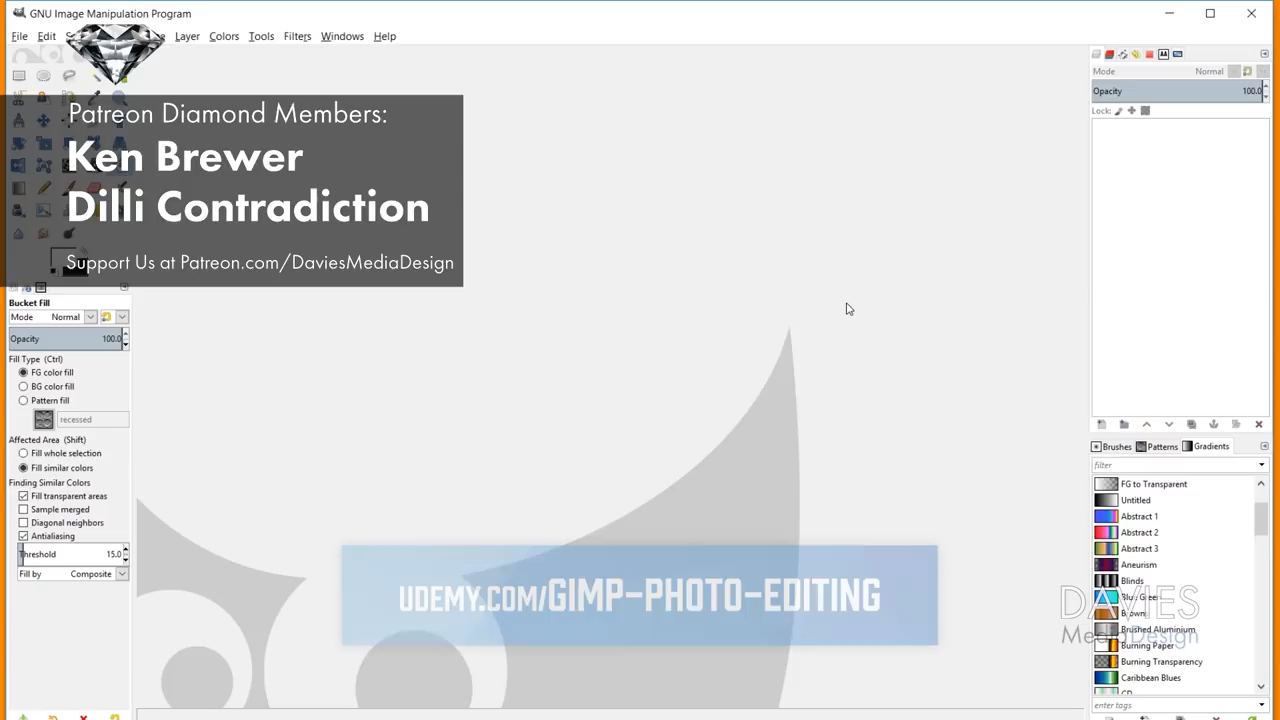 GNU Image Manipulation Program
File Edit Layer Colors Tools Filters Windows Help
Patreon Diamond Members:
Ken Brewer
Dilli Contradiction
Support Us at Patreon.com/DaviesMediaDesign
Bucket Fill
Mode Normal
Opacity 100.0
Fill Type (Ctrl)
FG color fill
BG color fill
Pattern fill
recessed
Affected Area (Shift)
Fill whole selection
Fill similar colors
Finding Similar Colors
Fill transparent areas
Sample merged
Diagonal neighbors
Antialiasing
Threshold 15.0
Fill by Composite
UDEMY.COM/GIMP-PHOTO-EDITING
Mode Normal
Opacity 100.0
Lock:
Brushes Patterns Gradients
filter
FG to Transparent
Untitled
Abstract 1
Abstract 2
Abstract 3
Aneurism
Blinds
Blue Green
Brown
Brushed Aluminium
Burning Paper
Burning Transparency
Caribbean Blues
CD
enter tags
DAVIES
MediaDesign